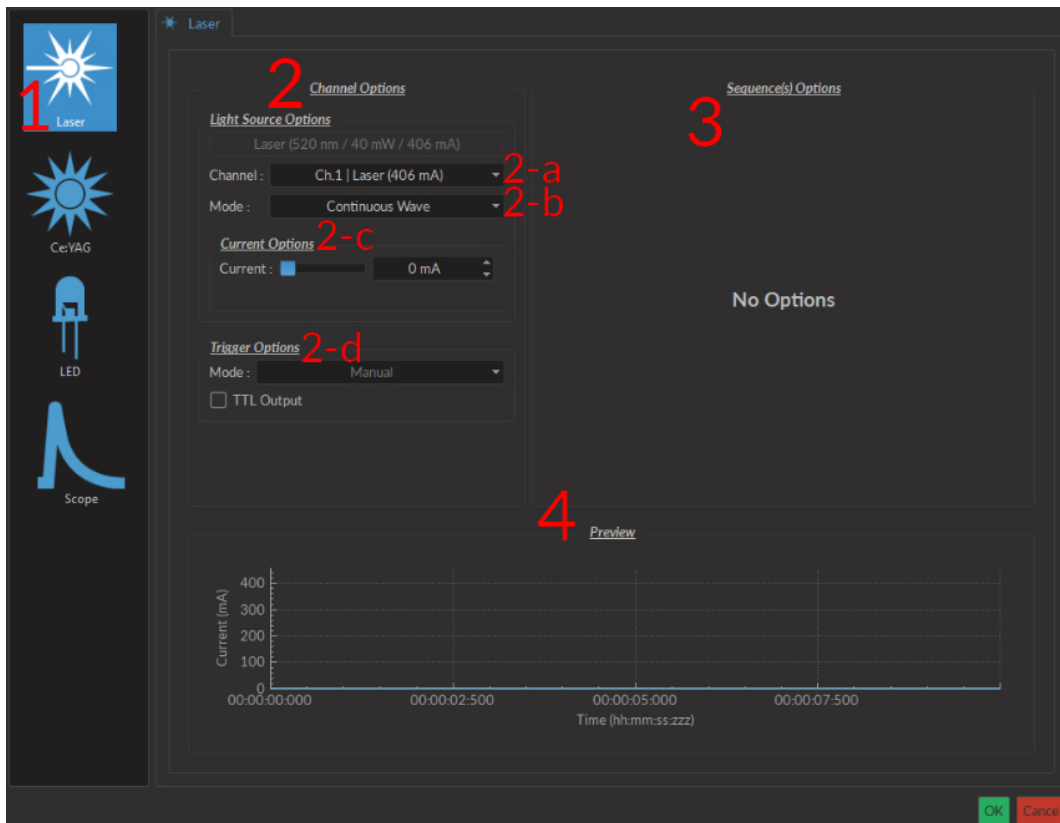 Laser
1
Laser
Ce:YAG
LED
Scope
2
Channel Options
Light Source Options
Laser (520 nm / 40 mW / 406 mA)
Channel : Ch.1 | Laser (406 mA) 2-a
Mode : Continuous Wave 2-b
Current Options 2-c
Current : 0 mA
Trigger Options 2-d
Mode : Manual
TTL Output
Sequence(s) Options
3
No Options
4
Preview
Current (mA)
400
300
200
100
0
00:00:00:000 00:00:02:500 00:00:05:000 00:00:07:500
Time (hh:mm:ss:zzz)
OK Cance